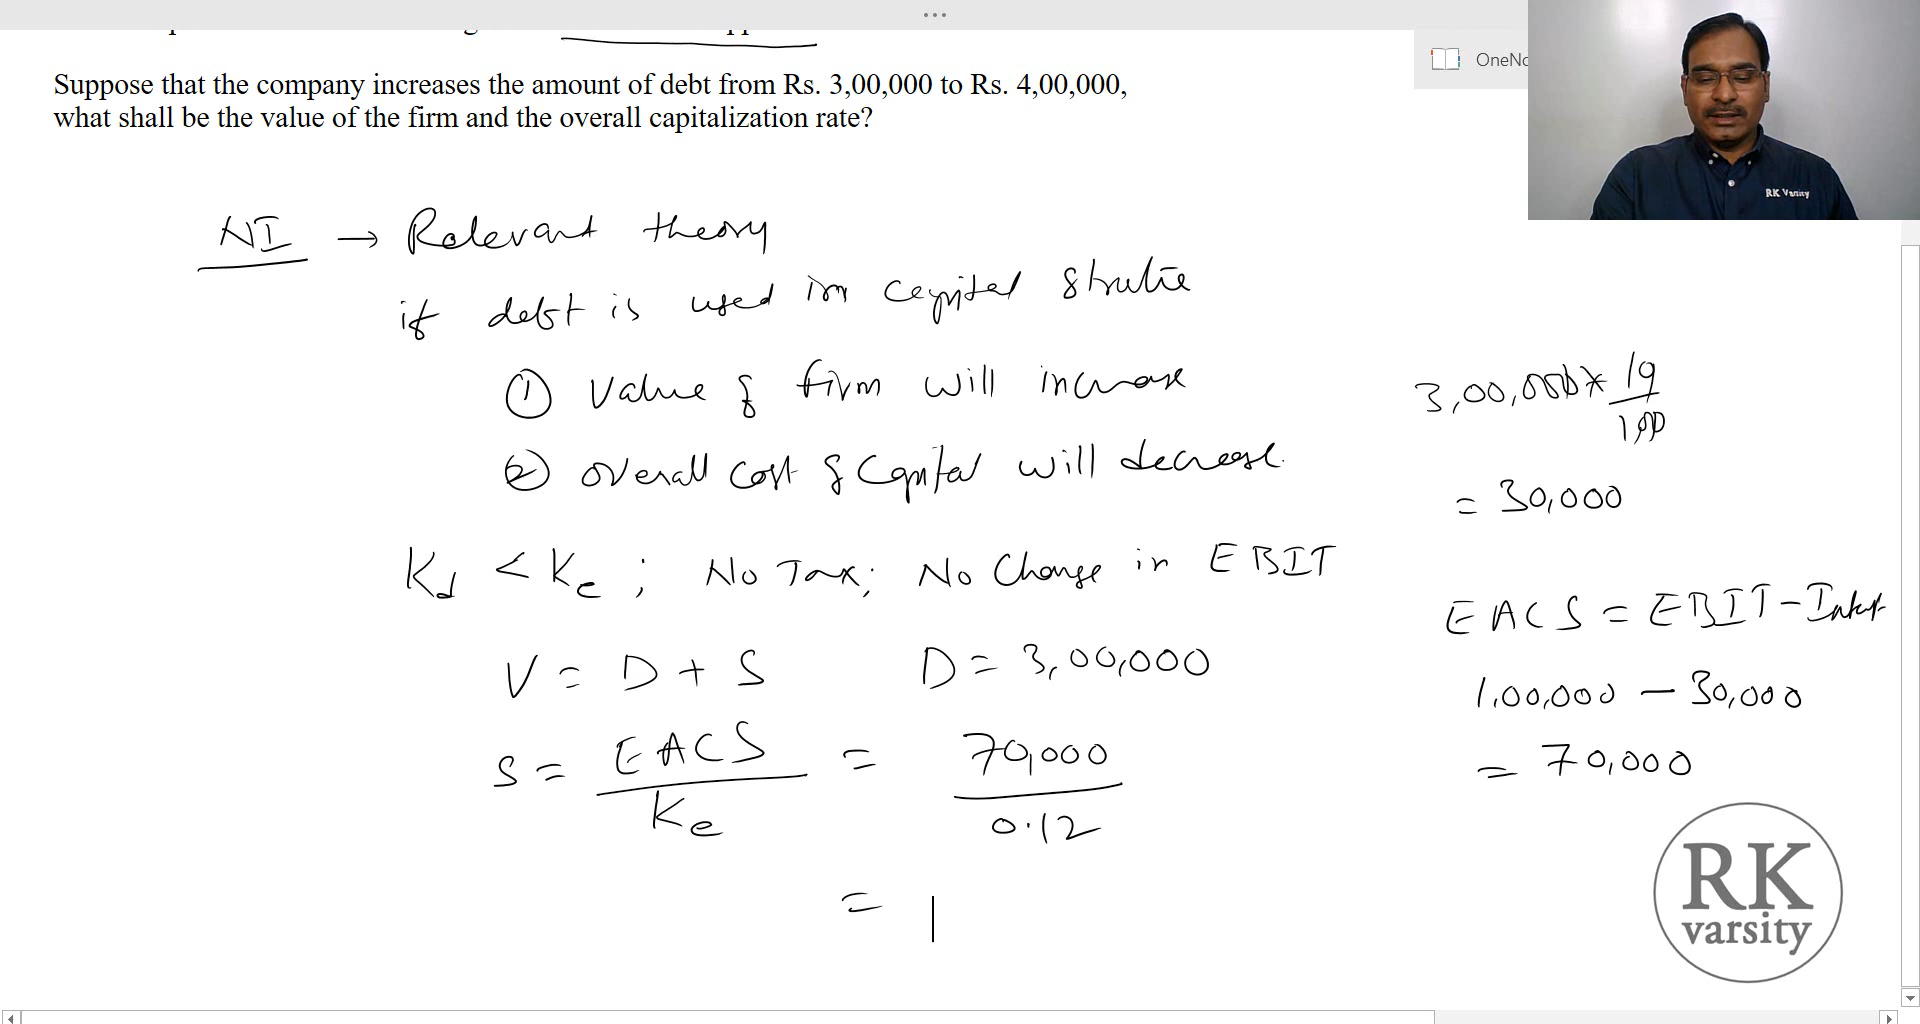 Suppose that the company increases the amount of debt from Rs. 3,00,000 to Rs. 4,00,000,
what shall be the value of the firm and the overall capitalization rate?
OneNo
RK Varsity
NI → Relevant theory
if debt is used in capital
① Value of firm will increase
② overall cost of capital will decrease.
Kd < Ke ; No Tax; No Change in EBIT
V = D + S D = 3,00,000
S = EACS / Ke = 70,000 / 0.12
=
3,00,000 * 10 / 100
= 30,000
EACS = EBIT - 
1,00,000 - 30,000
= 70,000
RK
varsity